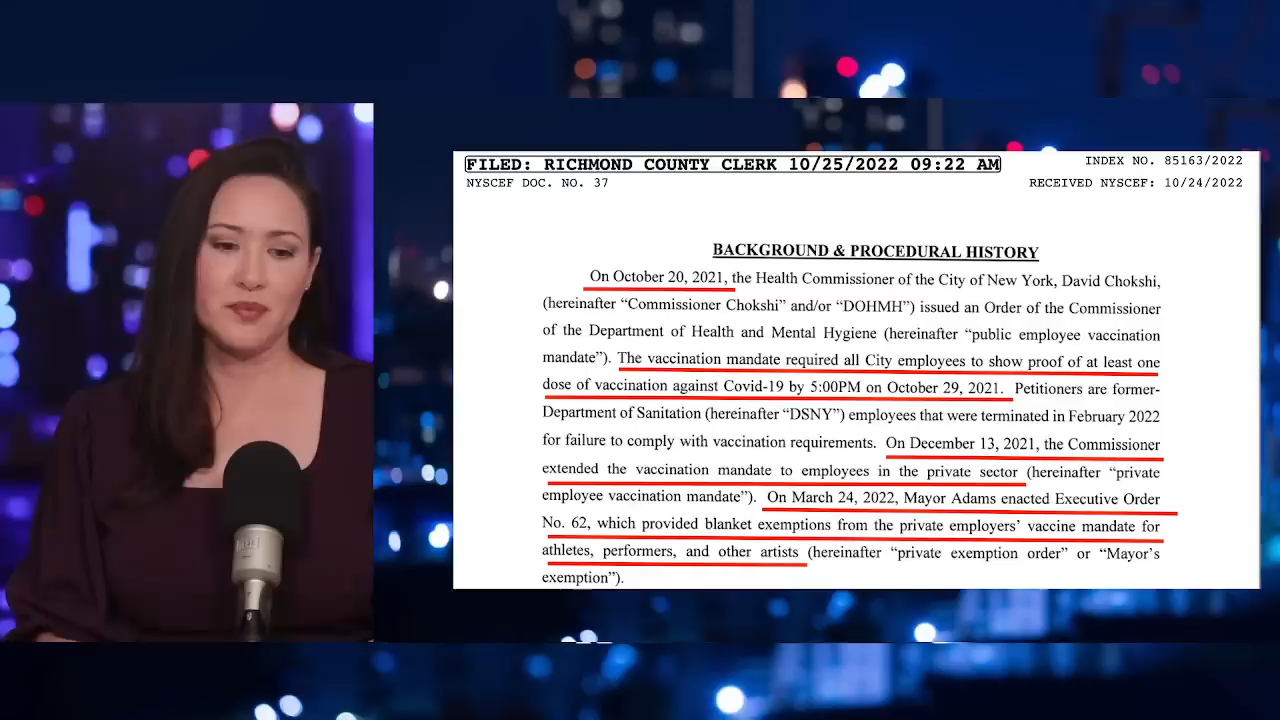 FILED: RICHMOND COUNTY CLERK 10/25/2022 09:22 AM
INDEX NO. 85163/2022
NYSCEF DOC. NO. 37
RECEIVED NYSCEF: 10/24/2022
BACKGROUND & PROCEDURAL HISTORY
On October 20, 2021, the Health Commissioner of the City of New York, David Chokshi,
(hereinafter “Commissioner Chokshi” and/or “DOHMH”) issued an Order of the Commissioner
of the Department of Health and Mental Hygiene (hereinafter “public employee vaccination
mandate”). The vaccination mandate required all City employees to show proof of at least one
dose of vaccination against Covid-19 by 5:00PM on October 29, 2021. Petitioners are former-
Department of Sanitation (hereinafter “DSNY”) employees that were terminated in February 2022
for failure to comply with vaccination requirements. On December 13, 2021, the Commissioner
extended the vaccination mandate to employees in the private sector (hereinafter “private
employee vaccination mandate”). On March 24, 2022, Mayor Adams enacted Executive Order
No. 62, which provided blanket exemptions from the private employers’ vaccine mandate for
athletes, performers, and other artists (hereinafter “private exemption order” or “Mayor’s
exemption”).